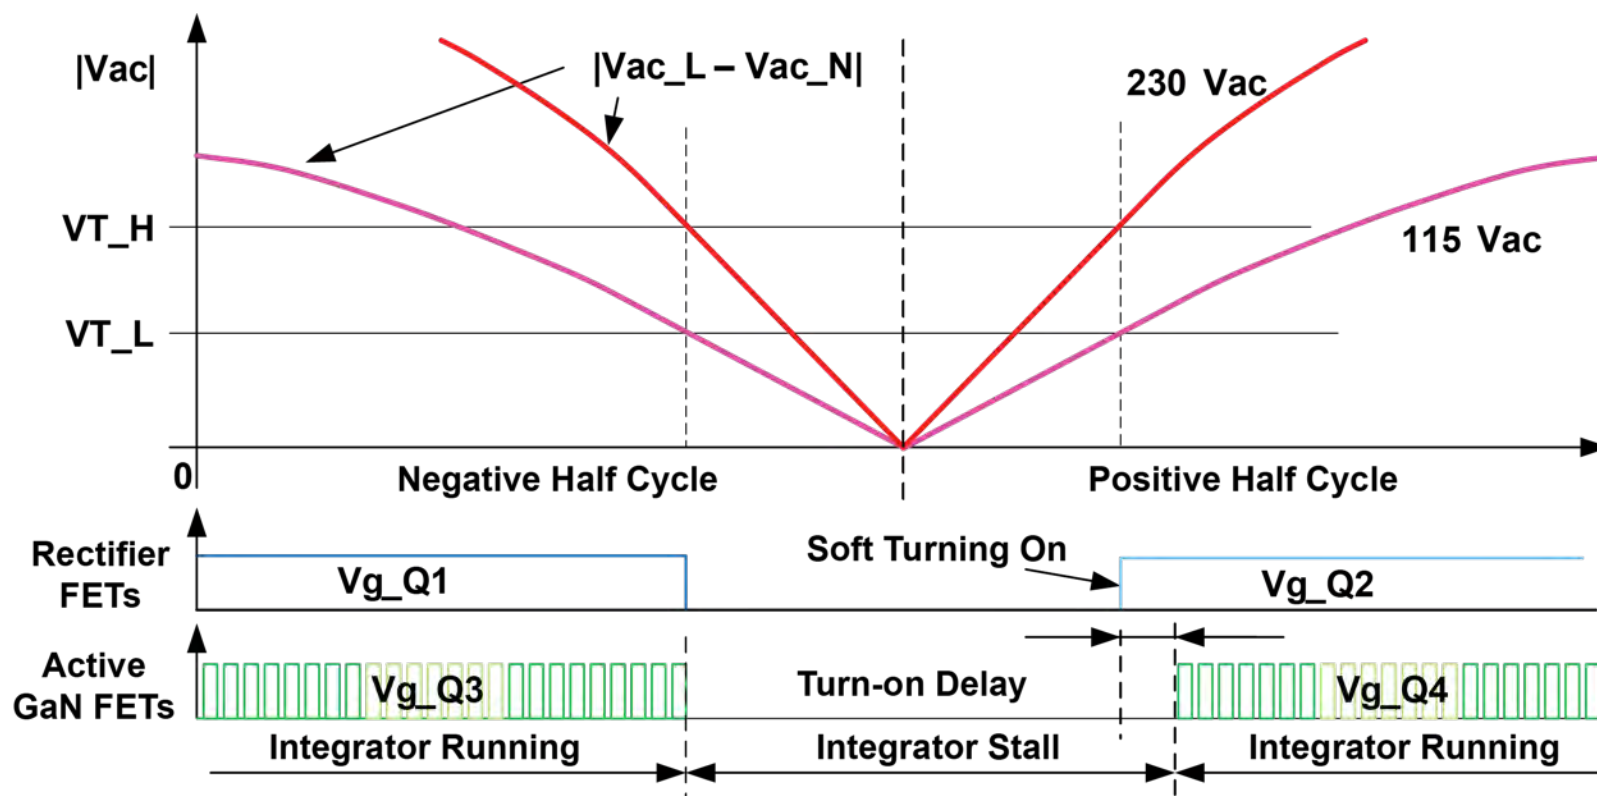 |Vac|
|Vac_L – Vac_N|
230 Vac
VT_H
115 Vac
VT_L
0
Negative Half Cycle
Positive Half Cycle
Rectifier
FETs
Vg_Q1
Soft Turning On
Vg_Q2
Active
GaN FETs
Vg_Q3
Turn-on Delay
Vg_Q4
Integrator Running
Integrator Stall
Integrator Running